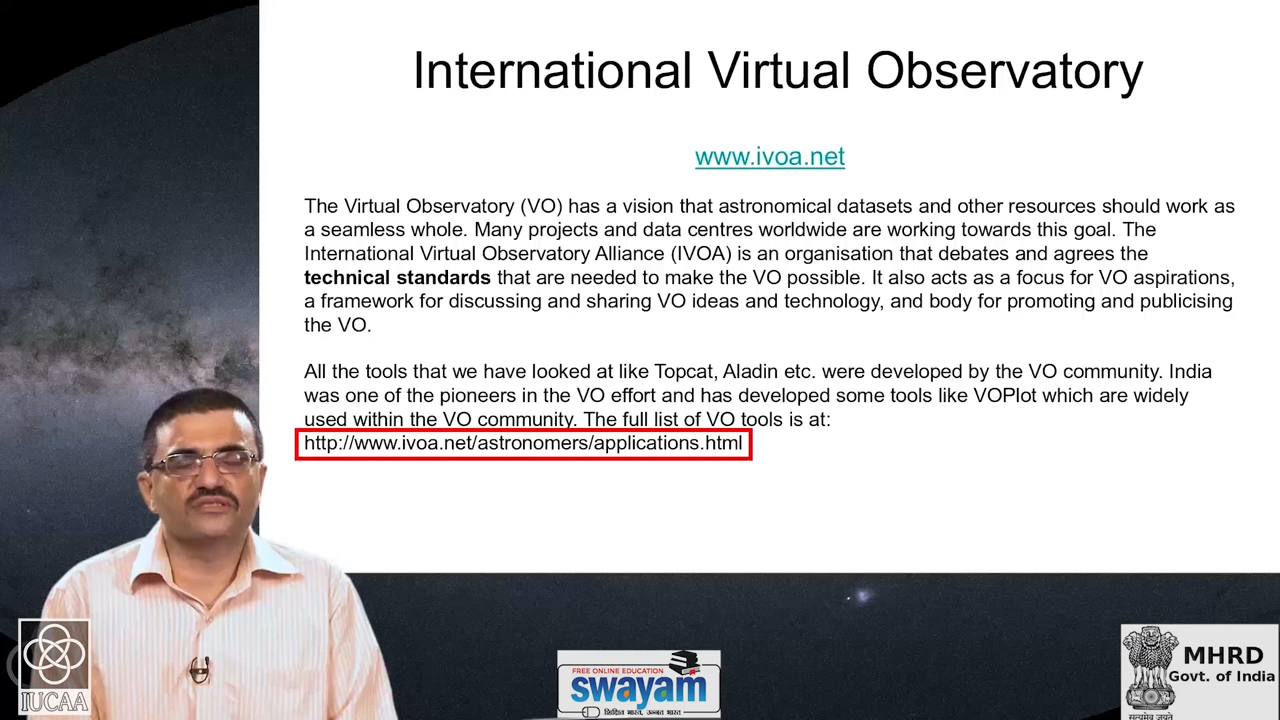 International Virtual Observatory
www.ivoa.net
The Virtual Observatory (VO) has a vision that astronomical datasets and other resources should work as
a seamless whole. Many projects and data centres worldwide are working towards this goal. The
International Virtual Observatory Alliance (IVOA) is an organisation that debates and agrees the
technical standards that are needed to make the VO possible. It also acts as a focus for VO aspirations,
a framework for discussing and sharing VO ideas and technology, and body for promoting and publicising
the VO.
All the tools that we have looked at like Topcat, Aladin etc. were developed by the VO community. India
was one of the pioneers in the VO effort and has developed some tools like VOPlot which are widely
used within the VO community. The full list of VO tools is at:
http://www.ivoa.net/astronomers/applications.html
IUCAA
FREE ONLINE EDUCATION
swayam
शिक्षित भारत, उन्नत भारत
MHRD
Govt. of India
सत्यमेव जयते